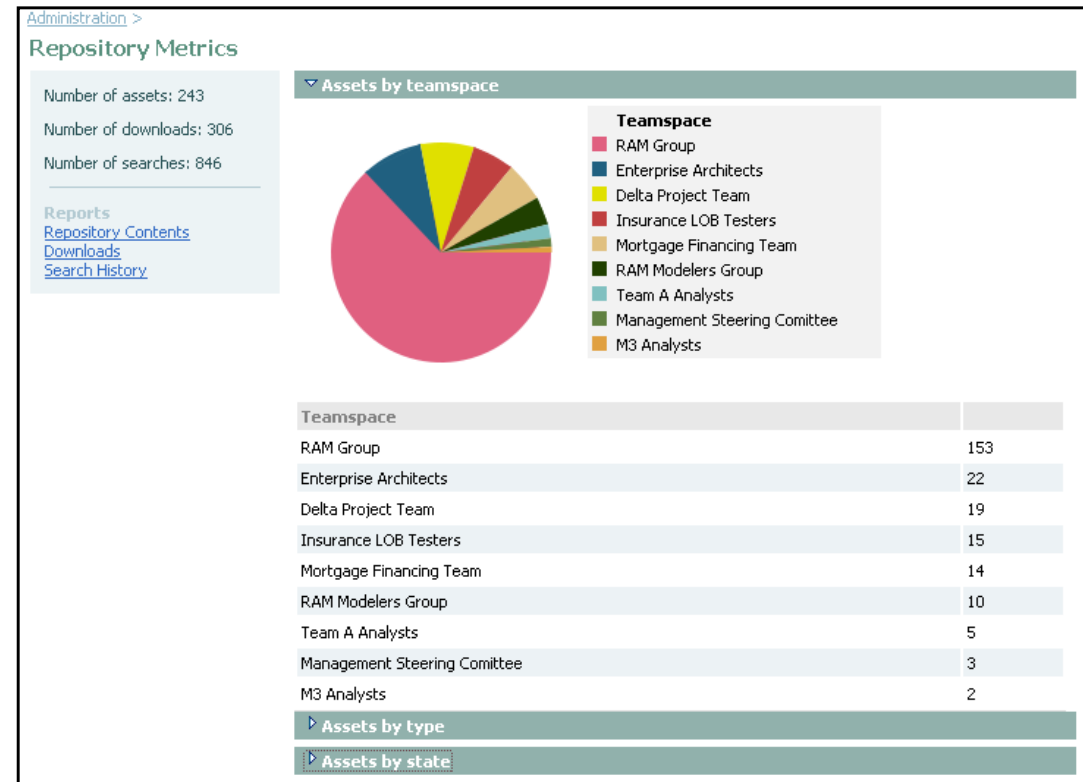 Administration >
Repository Metrics
Number of assets: 243
Number of downloads: 306
Number of searches: 846
Reports
Repository Contents
Downloads
Search History
Assets by teamspace
Teamspace
RAM Group
Enterprise Architects
Delta Project Team
Insurance LOB Testers
Mortgage Financing Team
RAM Modelers Group
Team A Analysts
Management Steering Comittee
M3 Analysts
Teamspace
RAM Group 153
Enterprise Architects 22
Delta Project Team 19
Insurance LOB Testers 15
Mortgage Financing Team 14
RAM Modelers Group 10
Team A Analysts 5
Management Steering Comittee 3
M3 Analysts 2
Assets by type
Assets by state